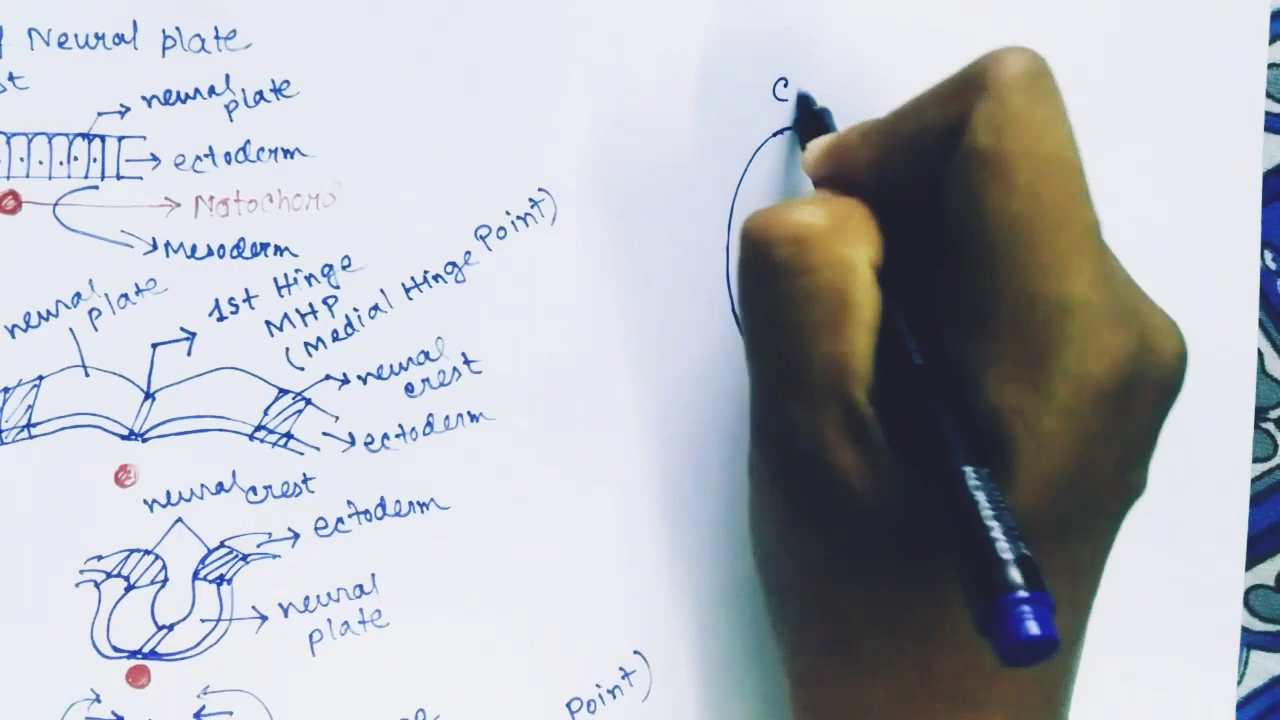 Neural plate
st
neural
plate
ectoderm
Notochord
Mesoderm
neural
plate
1st Hinge
MHP
(Medial Hinge Point)
neural
crest
ectoderm
neural crest
ectoderm
neural
plate
Point)
C